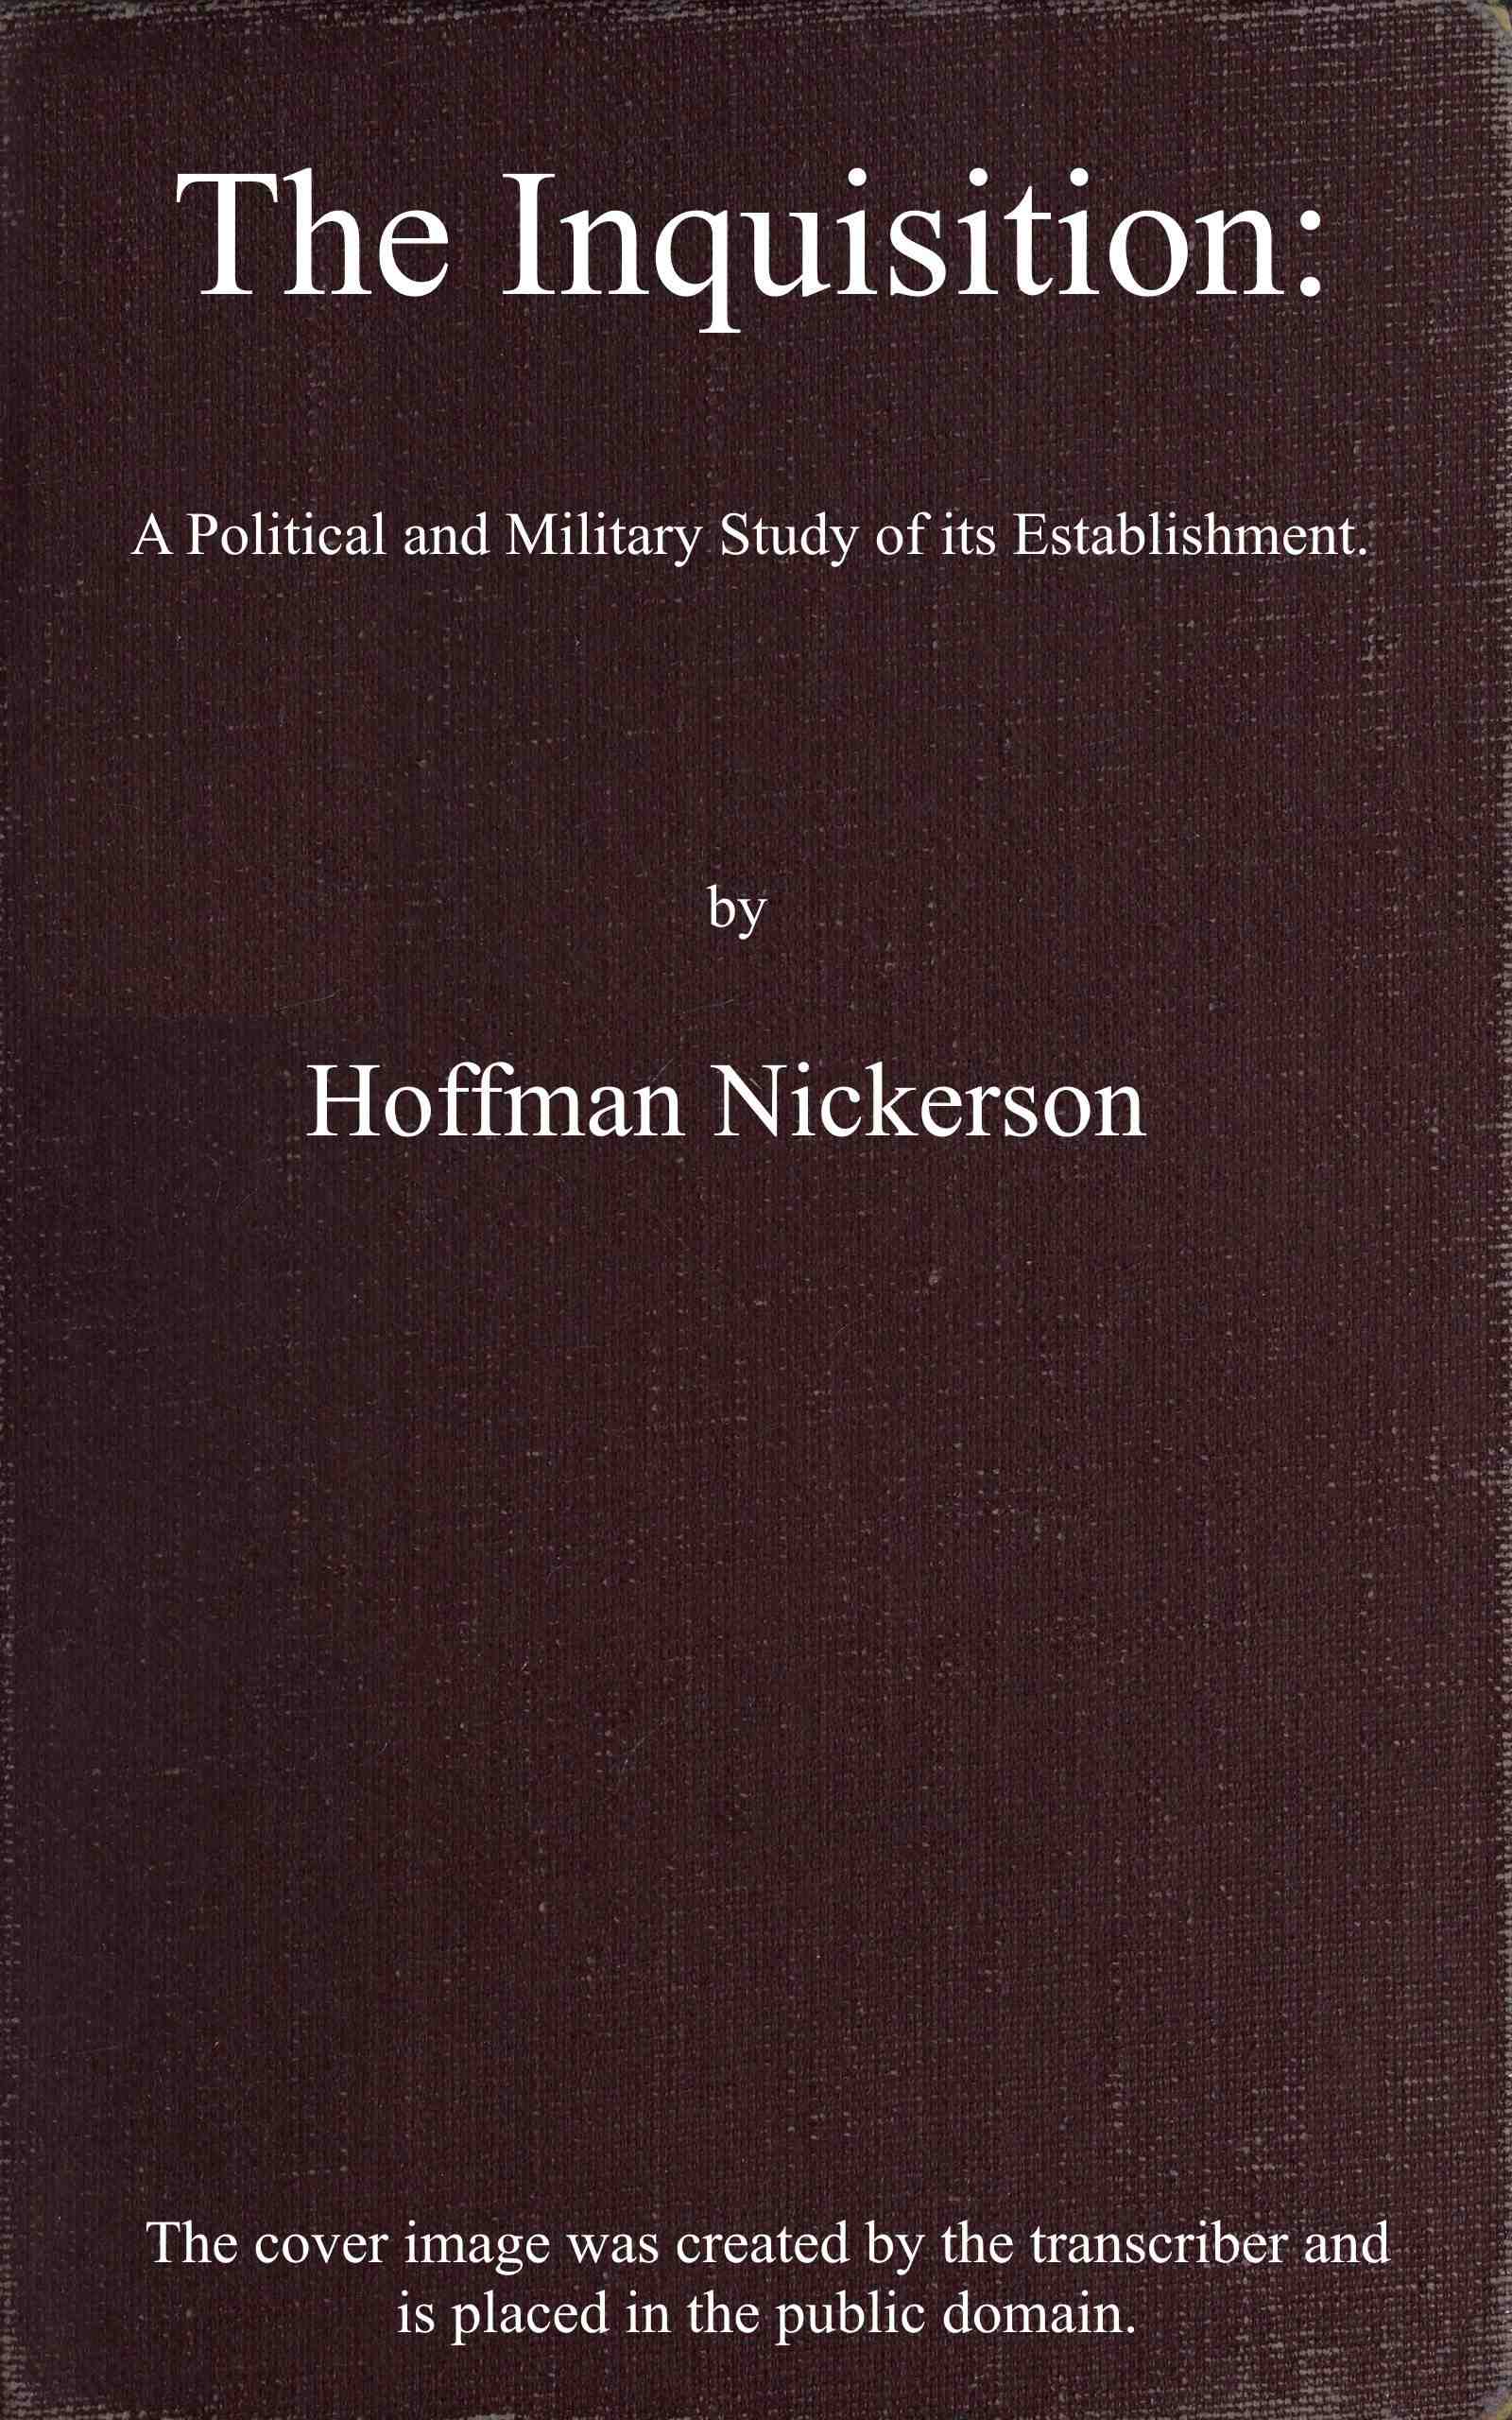 The Inquisition:
A Political and Military Study of its Establishment.
by
Hoffman Nickerson
The cover image was created by the transcriber and
is placed in the public domain.